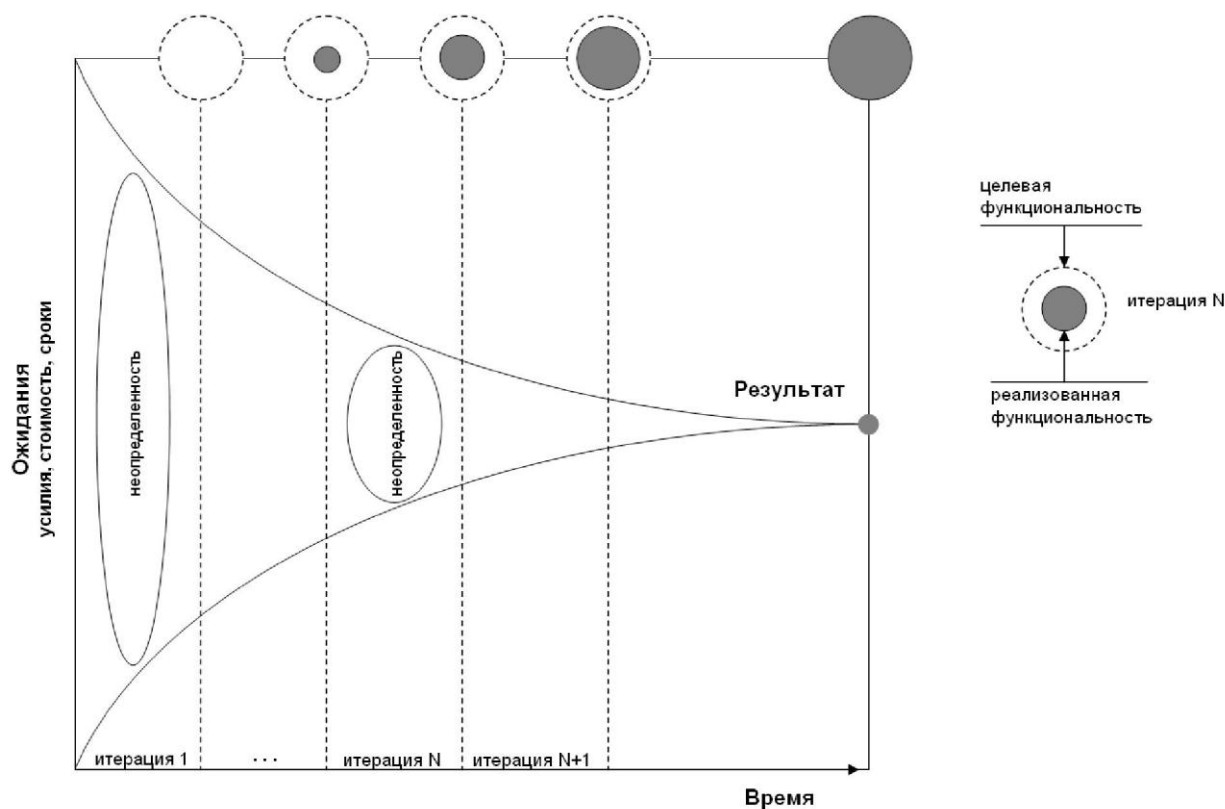 целевая
функциональность
итерация N
реализованная
функциональность
Ожидания
усилия, стоимость, сроки
неопределенность
неопределенность
Результат
итерация 1
...
итерация N
итерация N+1
Время